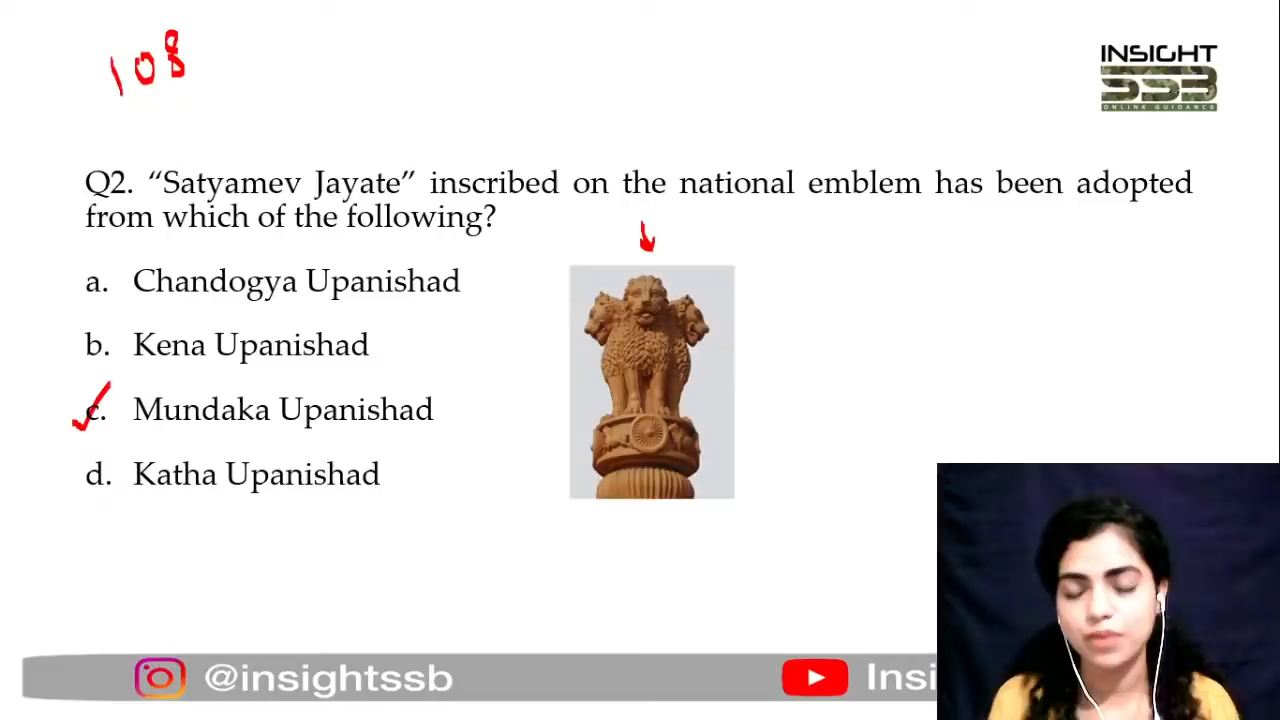 108
INSIGHT
SSB
ONLINE GUIDANCE
Q2. “Satyamev Jayate” inscribed on the national emblem has been adopted
from which of the following?
a. Chandogya Upanishad
b. Kena Upanishad
c. Mundaka Upanishad
d. Katha Upanishad
@insightssb
Insi